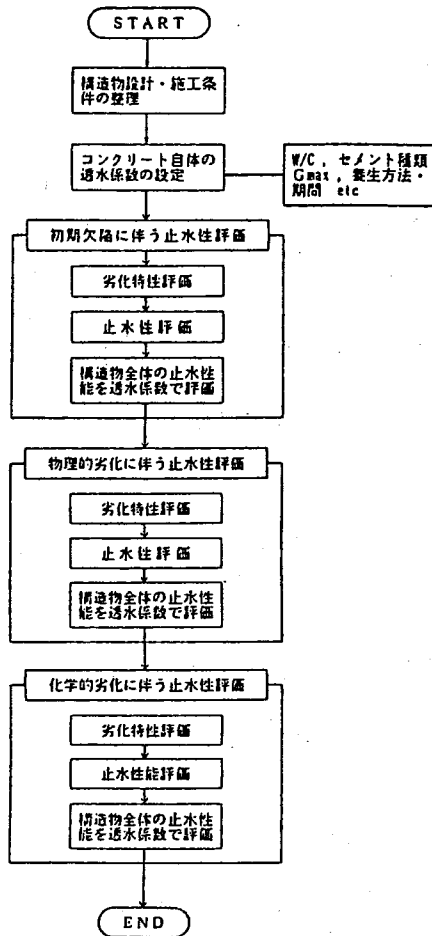 START
構造物設計・施工条
件の整理
コンクリート自体の
透水係数の設定
W/C，セメント種類
Gmax，養生方法・
期間 etc
初期欠陥に伴う止水性評価
劣化特性評価
止水性評価
構造物全体の止水性
能を透水係数で評価
物理的劣化に伴う止水性評価
劣化特性評価
止水性評価
構造物全体の止水性
能を透水係数で評価
化学的劣化に伴う止水性評価
劣化特性評価
止水性能評価
構造物全体の止水性
能を透水係数で評価
END